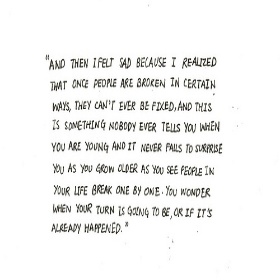 "AND THEN I FELT SAD BECAUSE I REALIZED
THAT ONCE PEOPLE ARE BROKEN IN CERTAIN
WAYS, THEY CAN'T EVER BE FIXED, AND THIS
IS SOMETHING NOBODY EVER TELLS YOU WHEN
YOU ARE YOUNG AND IT NEVER FAILS TO SURPRISE
YOU AS YOU GROW OLDER AS YOU SEE PEOPLE IN
YOUR LIFE BREAK ONE BY ONE. YOU WONDER
WHEN YOUR TURN IS GOING TO BE, OR IF IT'S
ALREADY HAPPENED."